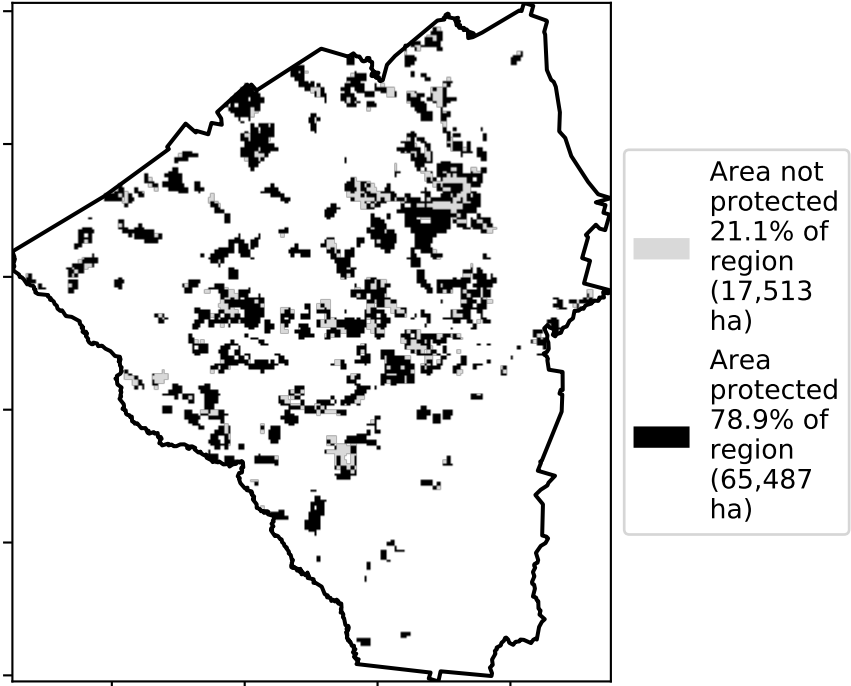 Area not
protected
21.1% of
region
(17,513
ha)
Area
protected
78.9% of
region
(65,487
ha)